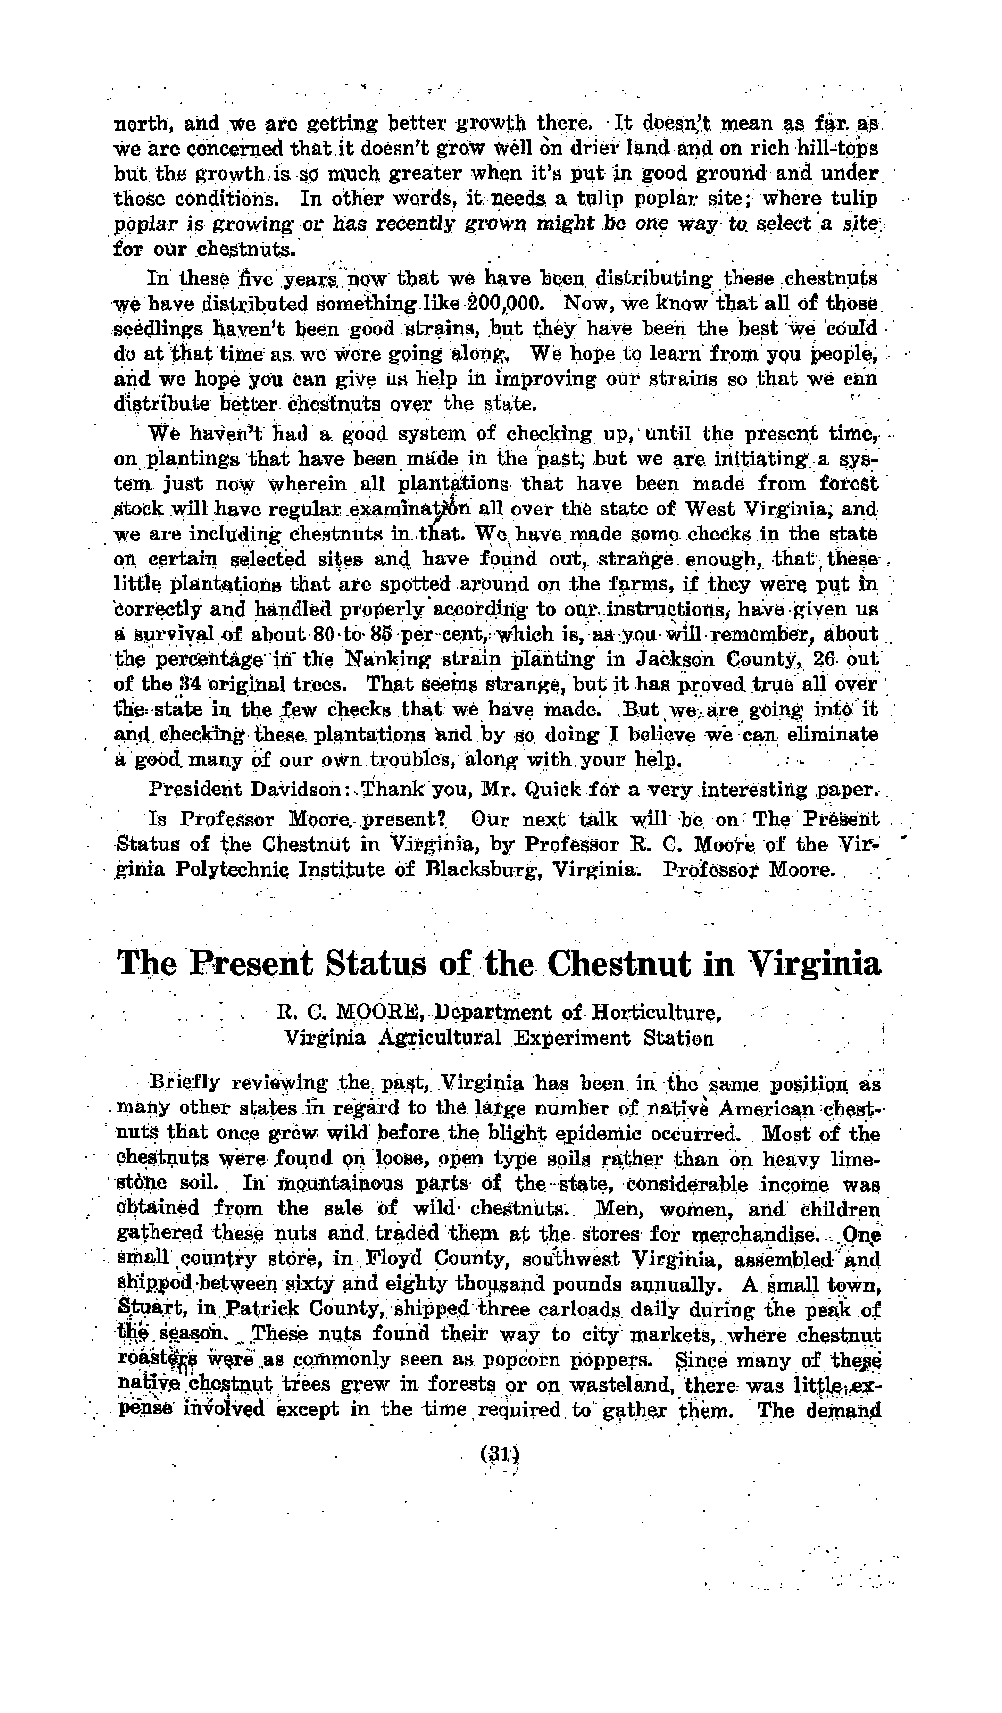 north, and we are getting better growth there. It doesn't mean as far as
we are concerned that it doesn't grow well on drier land and on rich hill-tops
but the growth is so much greater when it's put in good ground and under
those conditions. In other words, it needs a tulip poplar site; where tulip
poplar is growing or has recently grown might be one way to select a site
for our chestnuts.
In these five years now that we have been distributing these chestnuts
we have distributed something like 200,000. Now, we know that all of those
seedlings haven't been good strains, but they have been the best we could
do at that time as we were going along. We hope to learn from you people,
and we hope you can give us help in improving our strains so that we can
distribute better chestnuts over the state.
We haven't had a good system of checking up, until the present time,
on plantings that have been made in the past, but we are initiating a sys-
tem just now wherein all plantations that have been made from forest
stock will have regular examination all over the state of West Virginia, and
we are including chestnuts in that. We have made some checks in the state
on certain selected sites and have found out, strange enough, that these
little plantations that are spotted around on the farms, if they were put in
correctly and handled properly according to our instructions, have given us
a survival of about 80 to 85 per cent, which is, as you will remember, about
the percentage in the Nanking strain planting in Jackson County, 26 out
of the 34 original trees. That seems strange, but it has proved true all over
the state in the few checks that we have made. But we are going into it
and checking these plantations and by so doing I believe we can eliminate
a good many of our own troubles, along with your help.
President Davidson: Thank you, Mr. Quick for a very interesting paper.
Is Professor Moore present? Our next talk will be on The Present
Status of the Chestnut in Virginia, by Professor R. C. Moore of the Vir-
ginia Polytechnic Institute of Blacksburg, Virginia. Professor Moore.
The Present Status of the Chestnut in Virginia
R. C. MOORE, Department of Horticulture,
Virginia Agricultural Experiment Station
Briefly reviewing the past, Virginia has been in the same position as
many other states in regard to the large number of native American chest-
nuts that once grew wild before the blight epidemic occurred. Most of the
chestnuts were found on loose, open type soils rather than on heavy lime-
stone soil. In mountainous parts of the state, considerable income was
obtained from the sale of wild chestnuts. Men, women, and children
gathered these nuts and traded them at the stores for merchandise. One
small country store, in Floyd County, southwest Virginia, assembled and
shipped between sixty and eighty thousand pounds annually. A small town,
Stuart, in Patrick County, shipped three carloads daily during the peak of
the season. These nuts found their way to city markets, where chestnut
roasters were as commonly seen as popcorn poppers. Since many of these
native chestnut trees grew in forests or on wasteland, there was little ex-
pense involved except in the time required to gather them. The demand
(31)